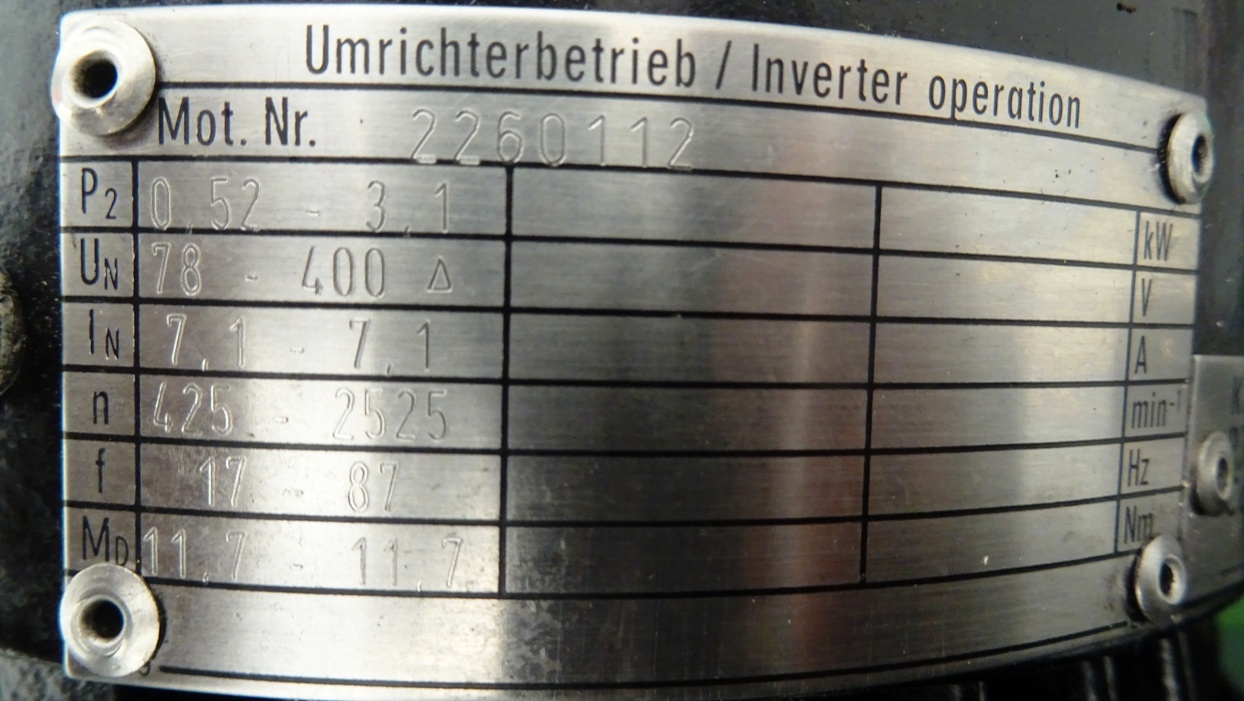 Umrichterbetrieb / Inverter operation
Mot. Nr. 2260112
P2 0,52 - 3,1 kW
UN 78 - 400 Δ V
IN 7,1 - 7,1 A
n 425 - 2525 min-1
f 17 - 87 Hz
MD 11,7 - 11,7 Nm